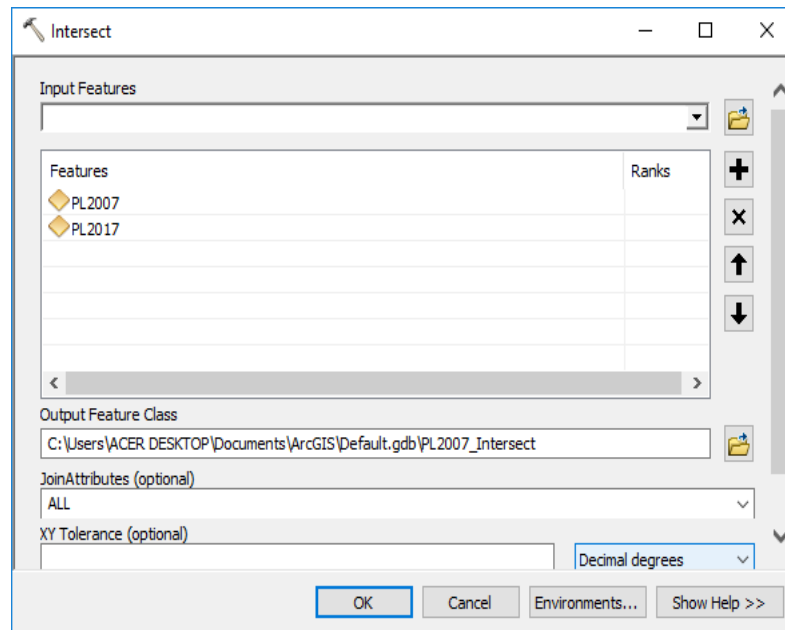 Intersect
Input Features
Features Ranks
PL2007
PL2017
Output Feature Class
C:\Users\ACER DESKTOP\Documents\ArcGIS\Default.gdb\PL2007_Intersect
JoinAttributes (optional)
ALL
XY Tolerance (optional)
Decimal degrees
OK Cancel Environments... Show Help >>